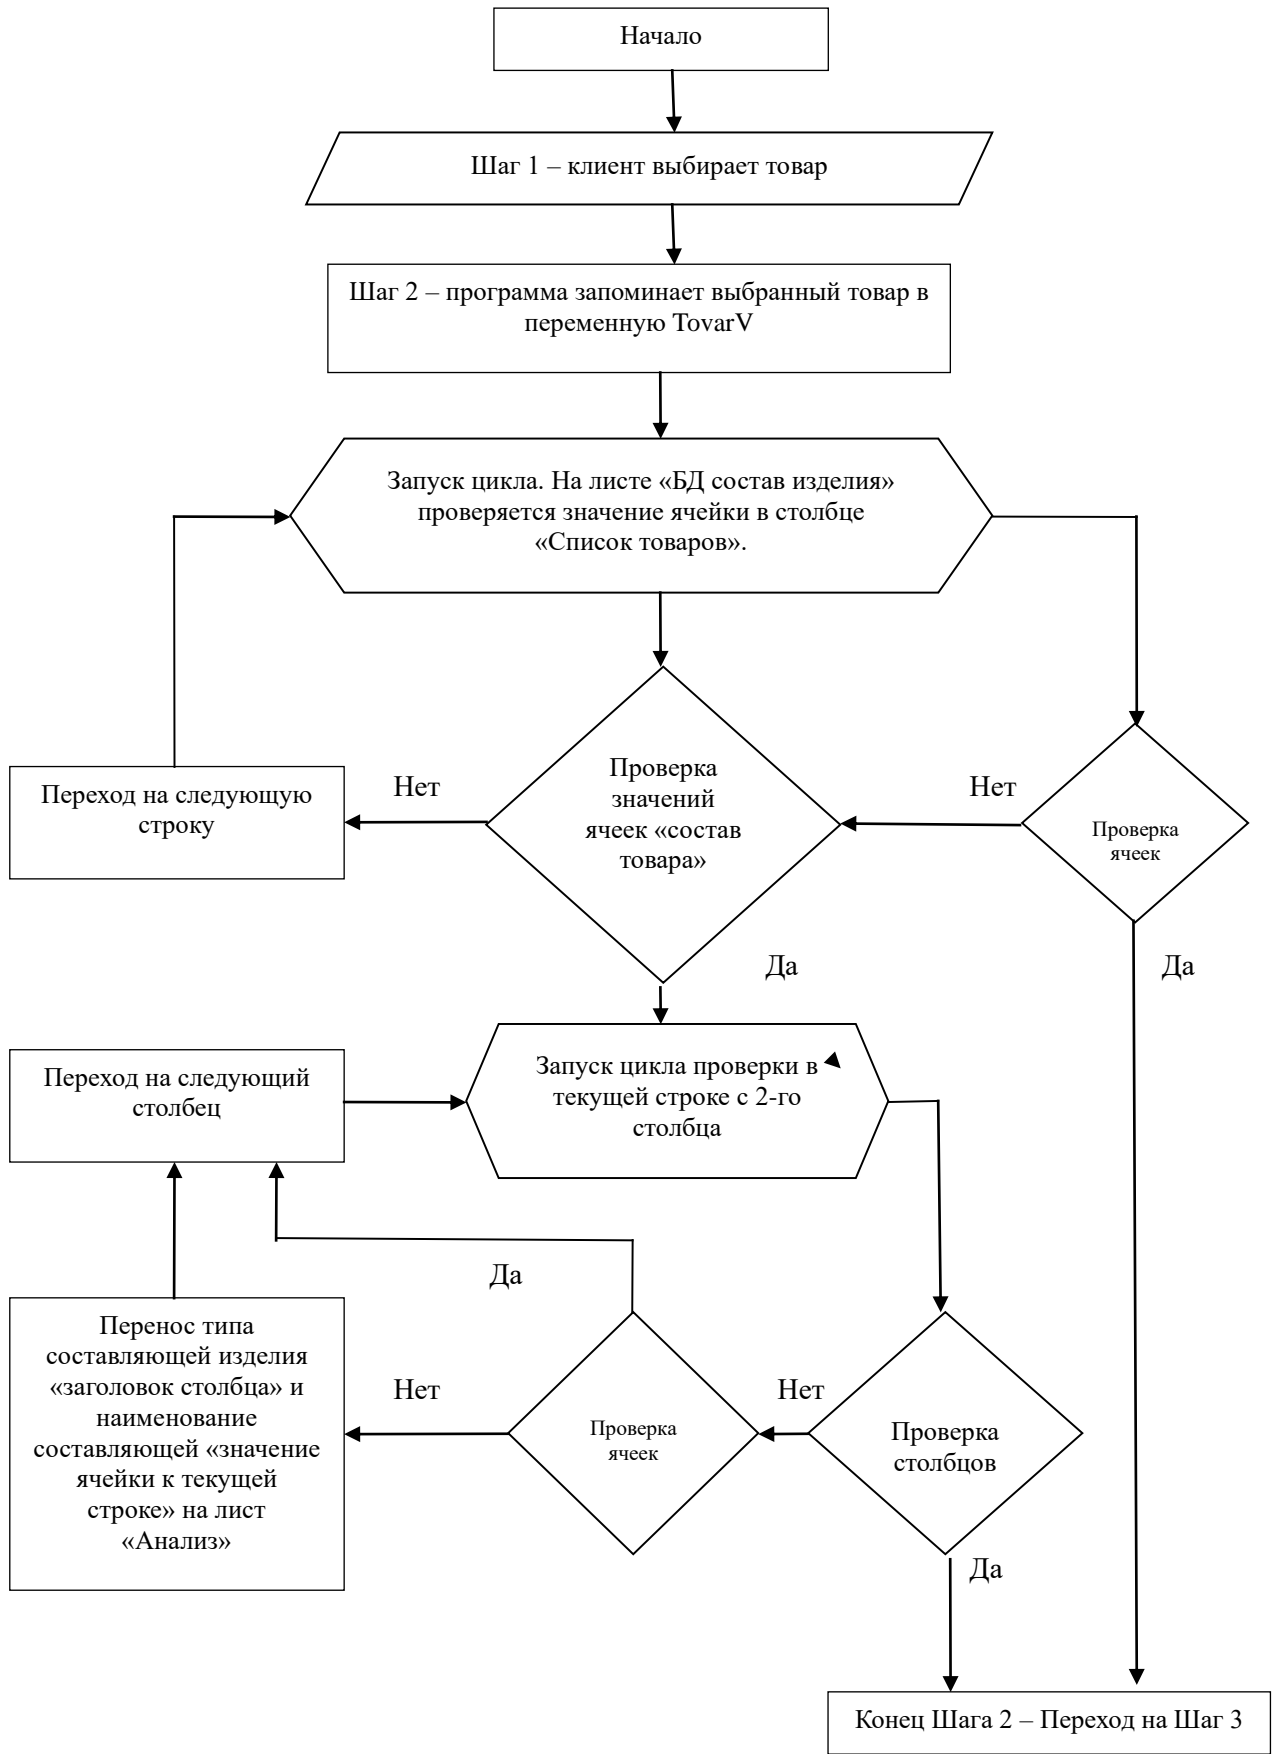 Начало
Шаг 1 – клиент выбирает товар
Шаг 2 – программа запоминает выбранный товар в
переменную TovarV
Запуск цикла. На листе «БД состав изделия»
проверяется значение ячейки в столбце
«Список товаров».
Переход на следующую
строку
Нет
Проверка
значений
ячеек «состав
товара»
Нет
Проверка
ячеек
Да
Да
Переход на следующий
столбец
Запуск цикла проверки в
текущей строке с 2-го
столбца
Да
Перенос типа
составляющей изделия
«заголовок столбца» и
наименование
составляющей «значение
ячейки к текущей
строке» на лист
«Анализ»
Нет
Проверка
ячеек
Нет
Проверка
столбцов
Да
Конец Шага 2 – Переход на Шаг 3